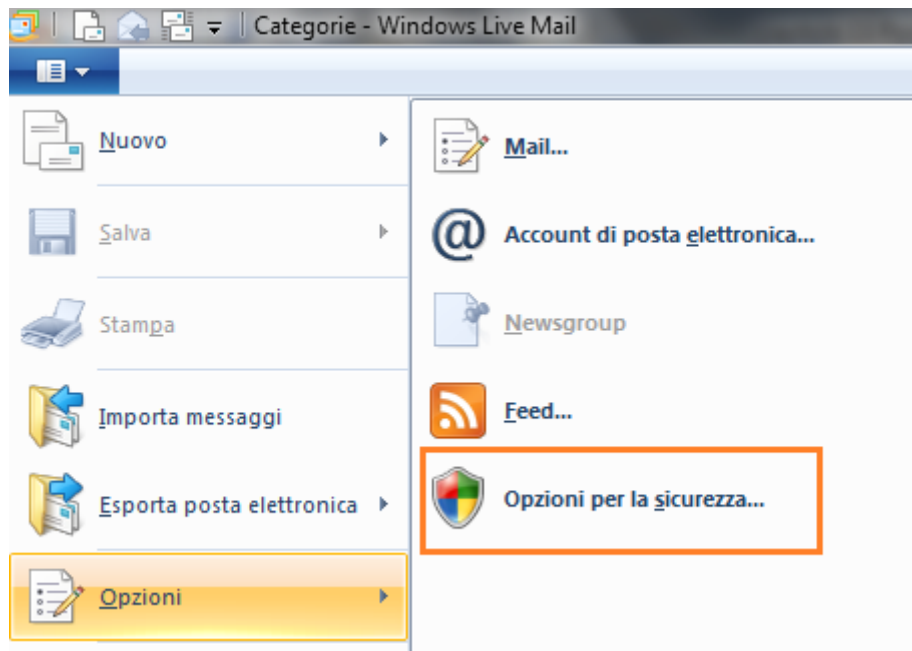 Categorie - Windows Live Mail
Nuovo
Salva
Stampa
Importa messaggi
Esporta posta elettronica
Opzioni
Mail...
Account di posta elettronica...
Newsgroup
Feed...
Opzioni per la sicurezza...